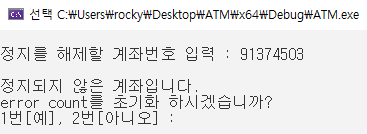 선택 C:₩Users₩rocky₩Desktop₩ATM₩x64₩Debug₩ATM.exe
정지를 해제할 계좌번호 입력 : 91374503
정지되지 않은 계좌입니다.
error count를 초기화 하시겠습니까?
1번[예], 2번[아니오] :